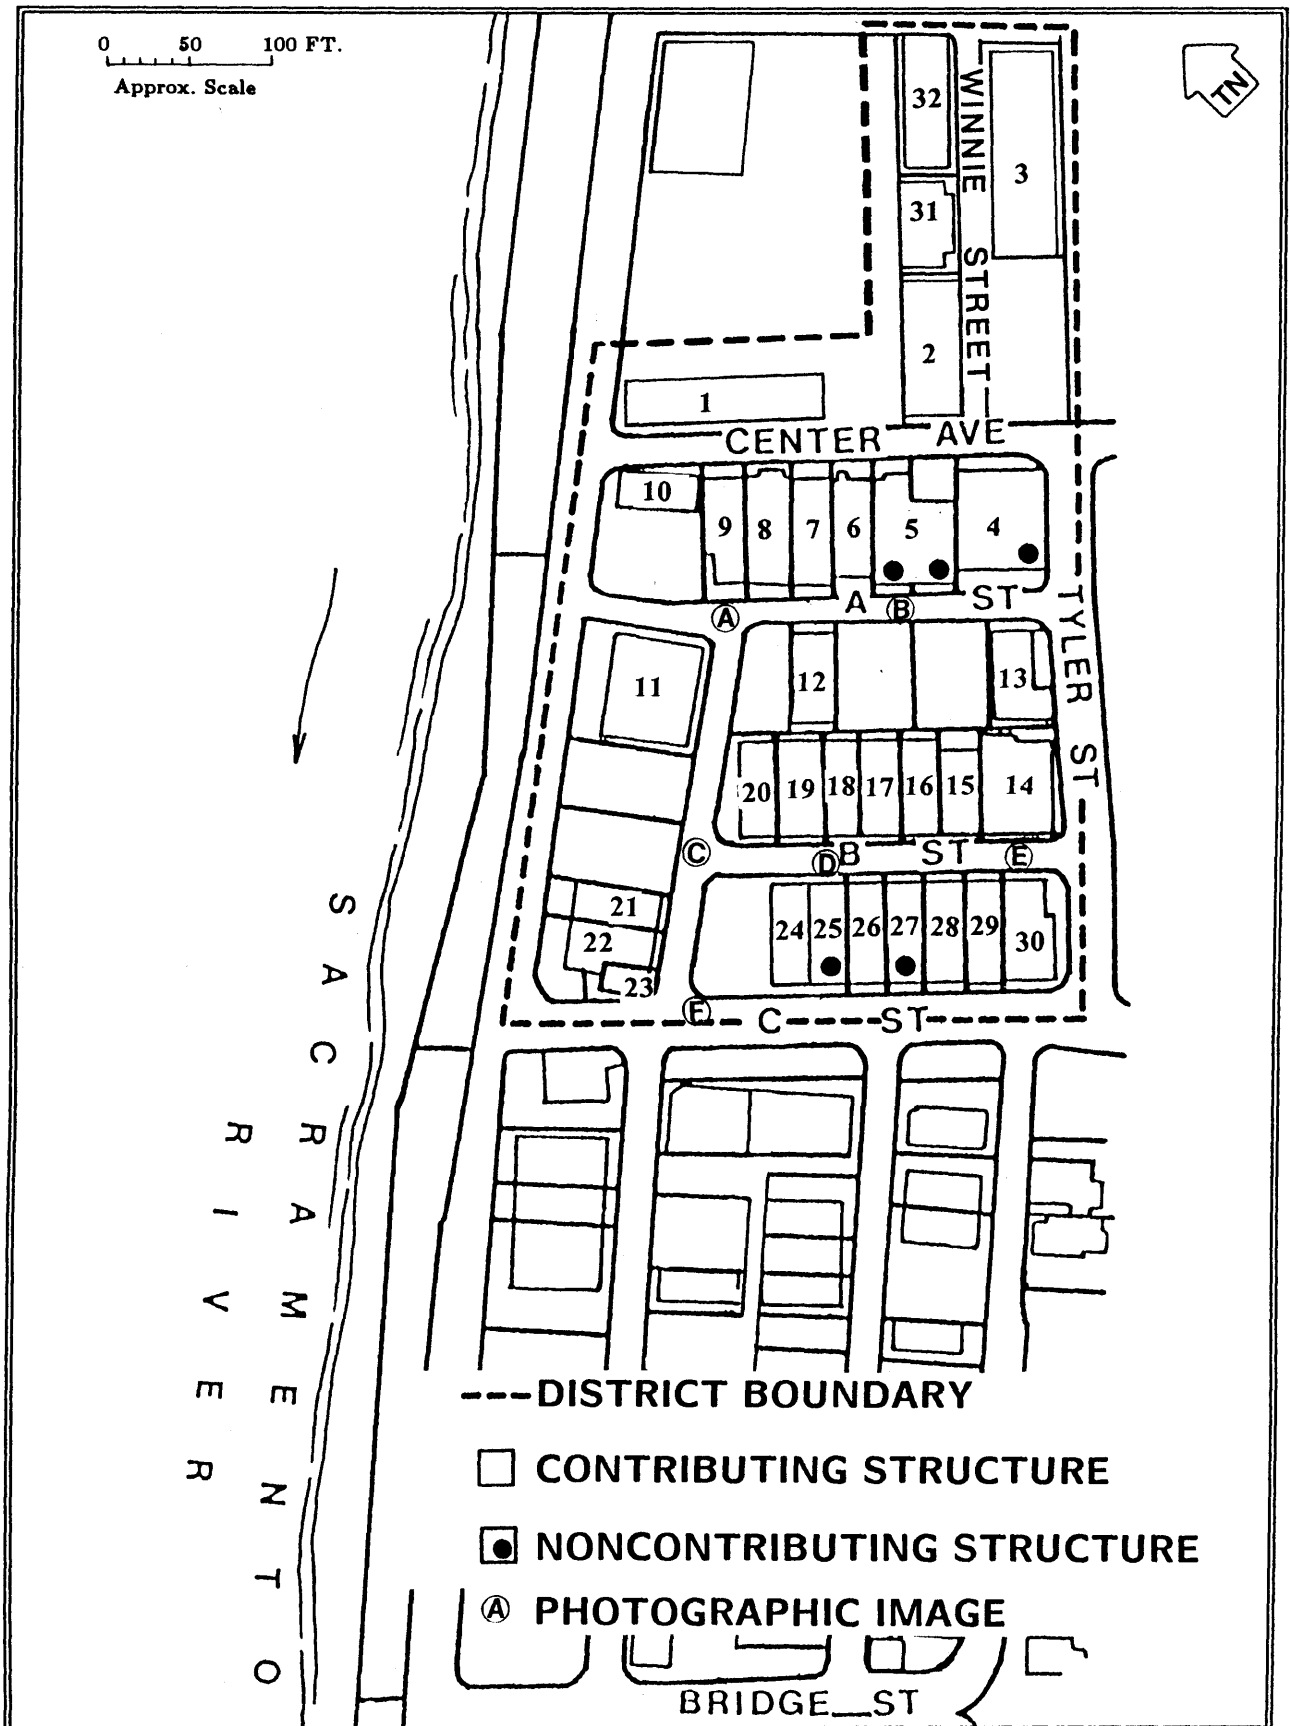 0 50 100 FT.
Approx. Scale
TN
32
WINNIE STREET
3
31
2
1
CENTER AVE
10
9 8 7 6 5 4
A
A B ST
TYLER ST
11
12
13
20 19 18 17 16 15 14
C
D B ST E
21
22
23
24 25 26 27 28 29 30
F
C ST
SACRAMENTO
RIVER
DISTRICT BOUNDARY
CONTRIBUTING STRUCTURE
NONCONTRIBUTING STRUCTURE
A PHOTOGRAPHIC IMAGE
BRIDGE ST